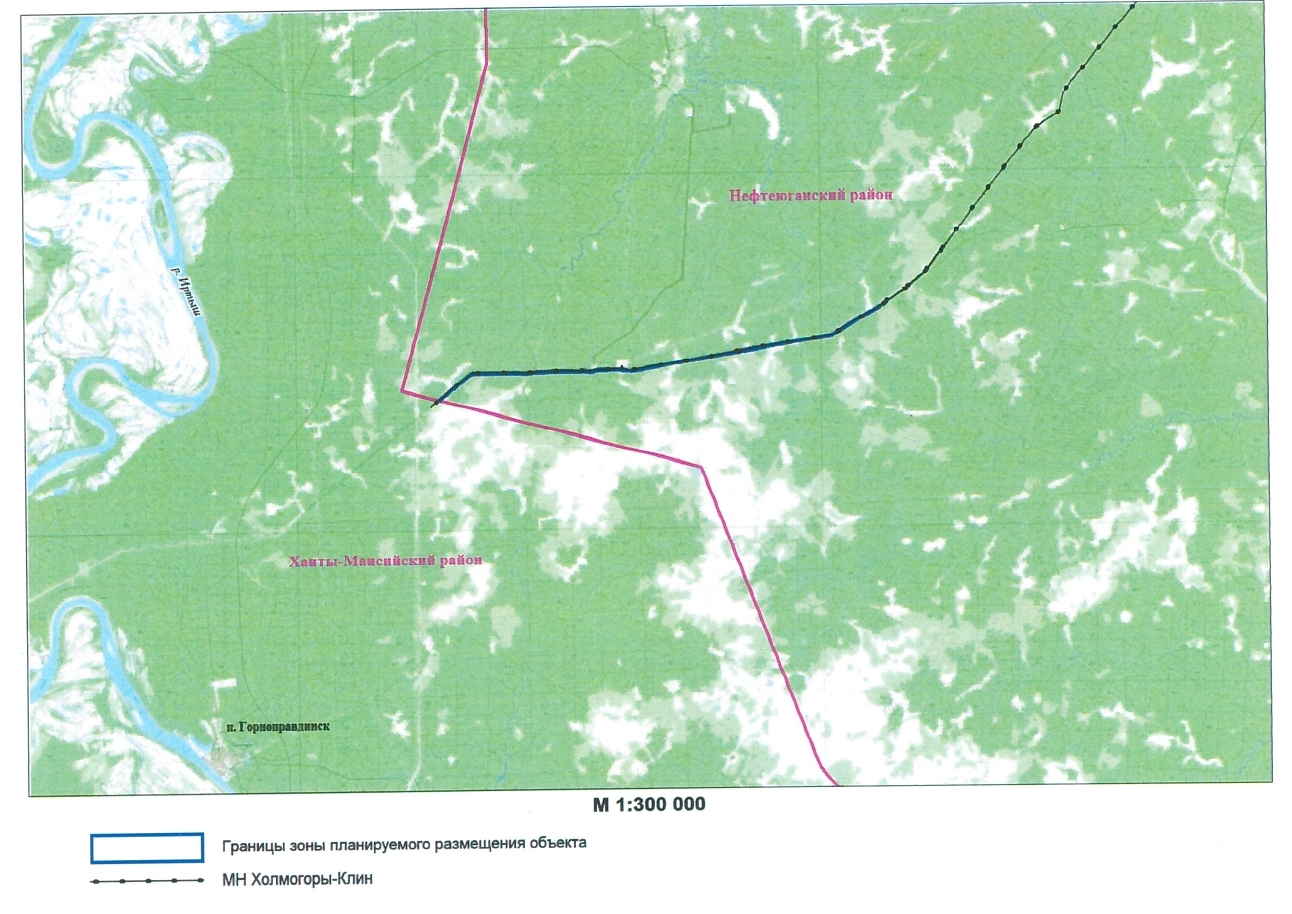 Нефтеюганский район
р. Иртыш
Ханты-Мансийский район
п. Горноправдинск
М 1:300 000
Границы зоны планируемого размещения объекта
МН Холмогоры-Клин